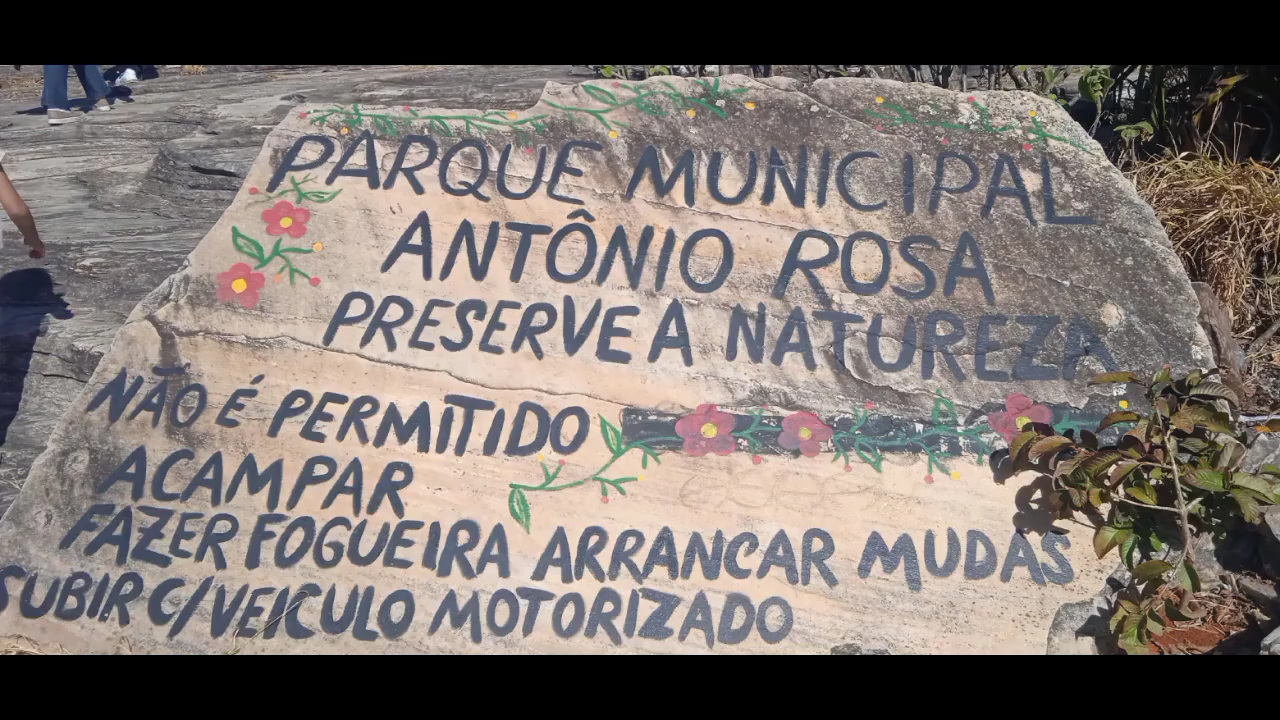 PARQUE MUNICIPAL
ANTÔNIO ROSA
PRESERVE A NATUREZA
NÃO É PERMITIDO
ACAMPAR
FAZER FOGUEIRA ARRANCAR MUDAS
SUBIR C/VEICULO MOTORIZADO